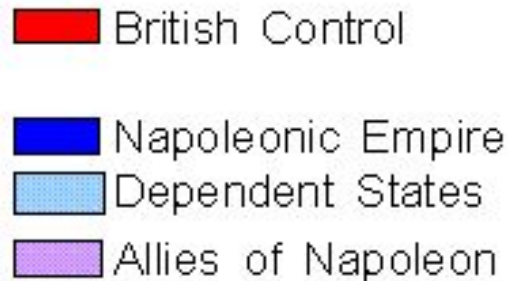 British Control
Napoleonic Empire
Dependent States
Allies of Napoleon